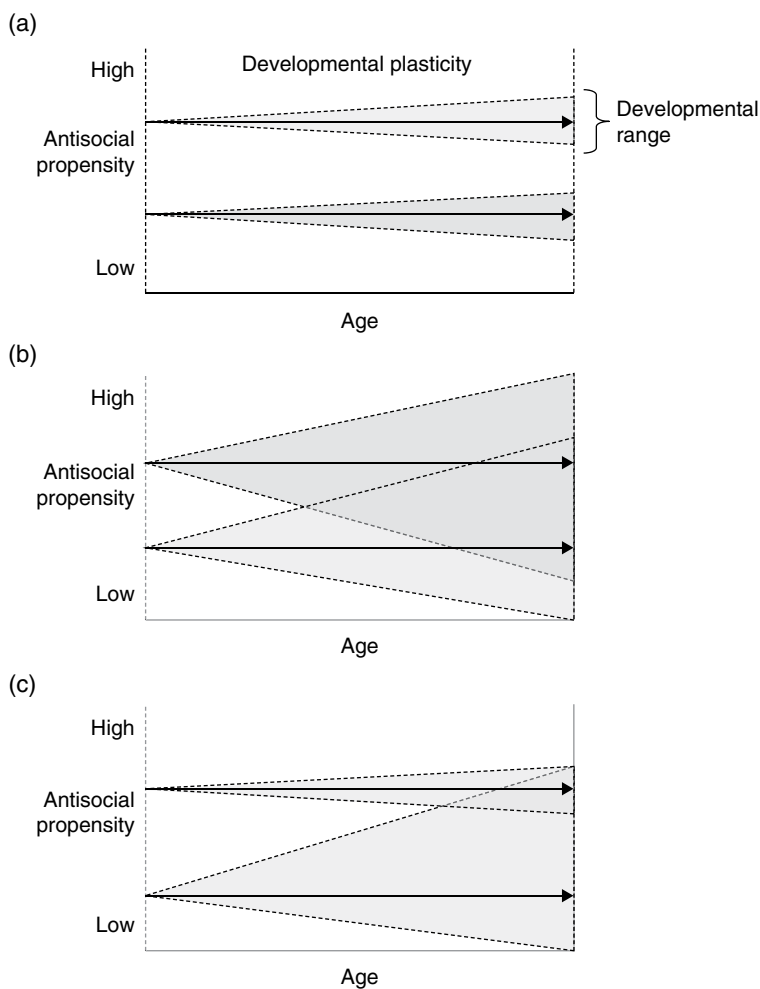 (a)
High
Developmental plasticity
Developmental
range
Antisocial
propensity
Low
Age
(b)
High
Antisocial
propensity
Low
Age
(c)
High
Antisocial
propensity
Low
Age